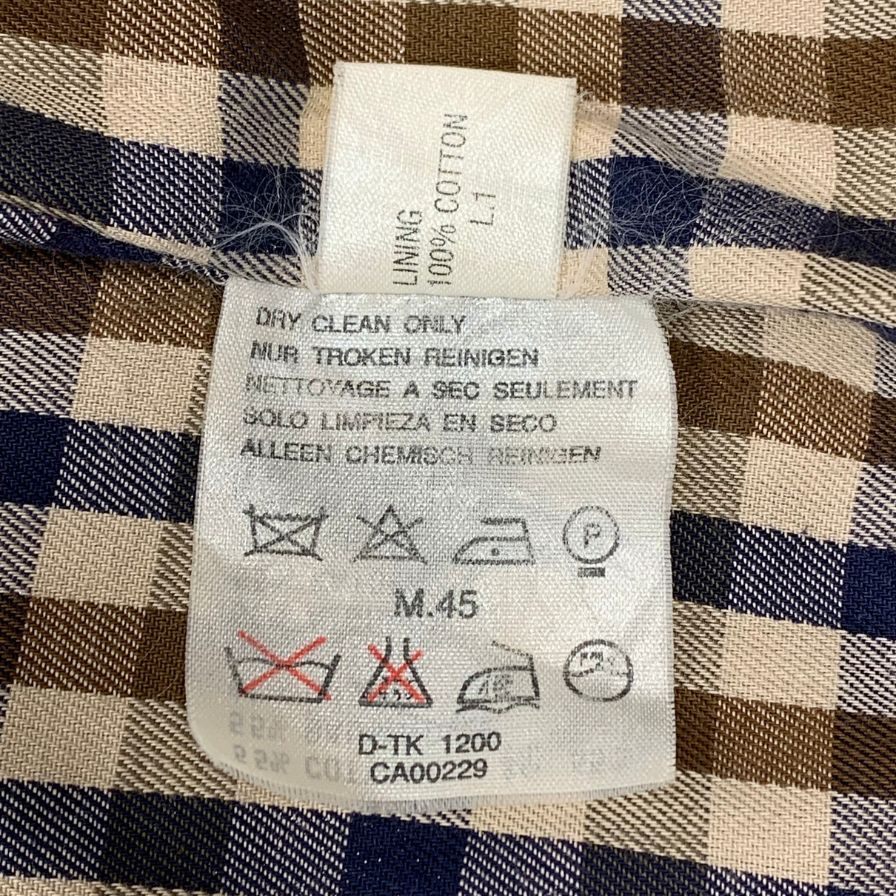 LINING
100% COTTON
L.1
DRY CLEAN ONLY
NUR TROKEN REINIGEN
NETTOYAGE A SEC SEULEMENT
SOLO LIMPIEZA EN SECO
ALLEEN CHEMISCH REINIGEN
P
M.45
D-TK 1200
CA00229